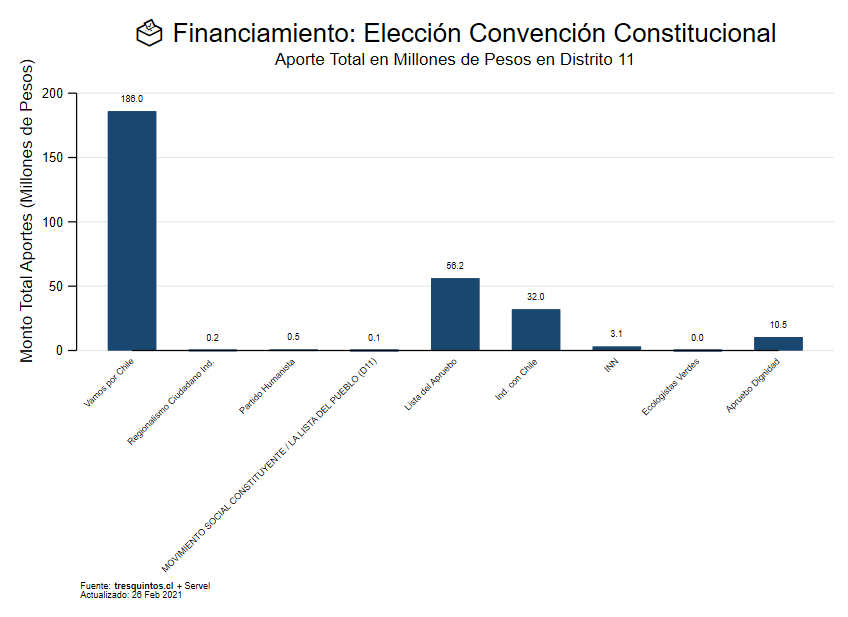 Financiamiento: Elección Convención Constitucional
Aporte Total en Millones de Pesos en Distrito 11
Monto Total Aportes (Millones de Pesos)
200
150
100
50
0
186.0
0.2
0.5
0.1
56.2
32.0
3.1
0.0
10.5
Vamos por Chile
Regionalismo Ciudadano Ind.
Partido Humanista
MOVIMIENTO SOCIAL CONSTITUYENTE / LA LISTA DEL PUEBLO (D11)
Lista del Apruebo
Ind. con Chile
INN
Ecologistas Verdes
Apruebo Dignidad
Fuente: tresquintos.cl + Servel
Actualizado: 26 Feb 2021